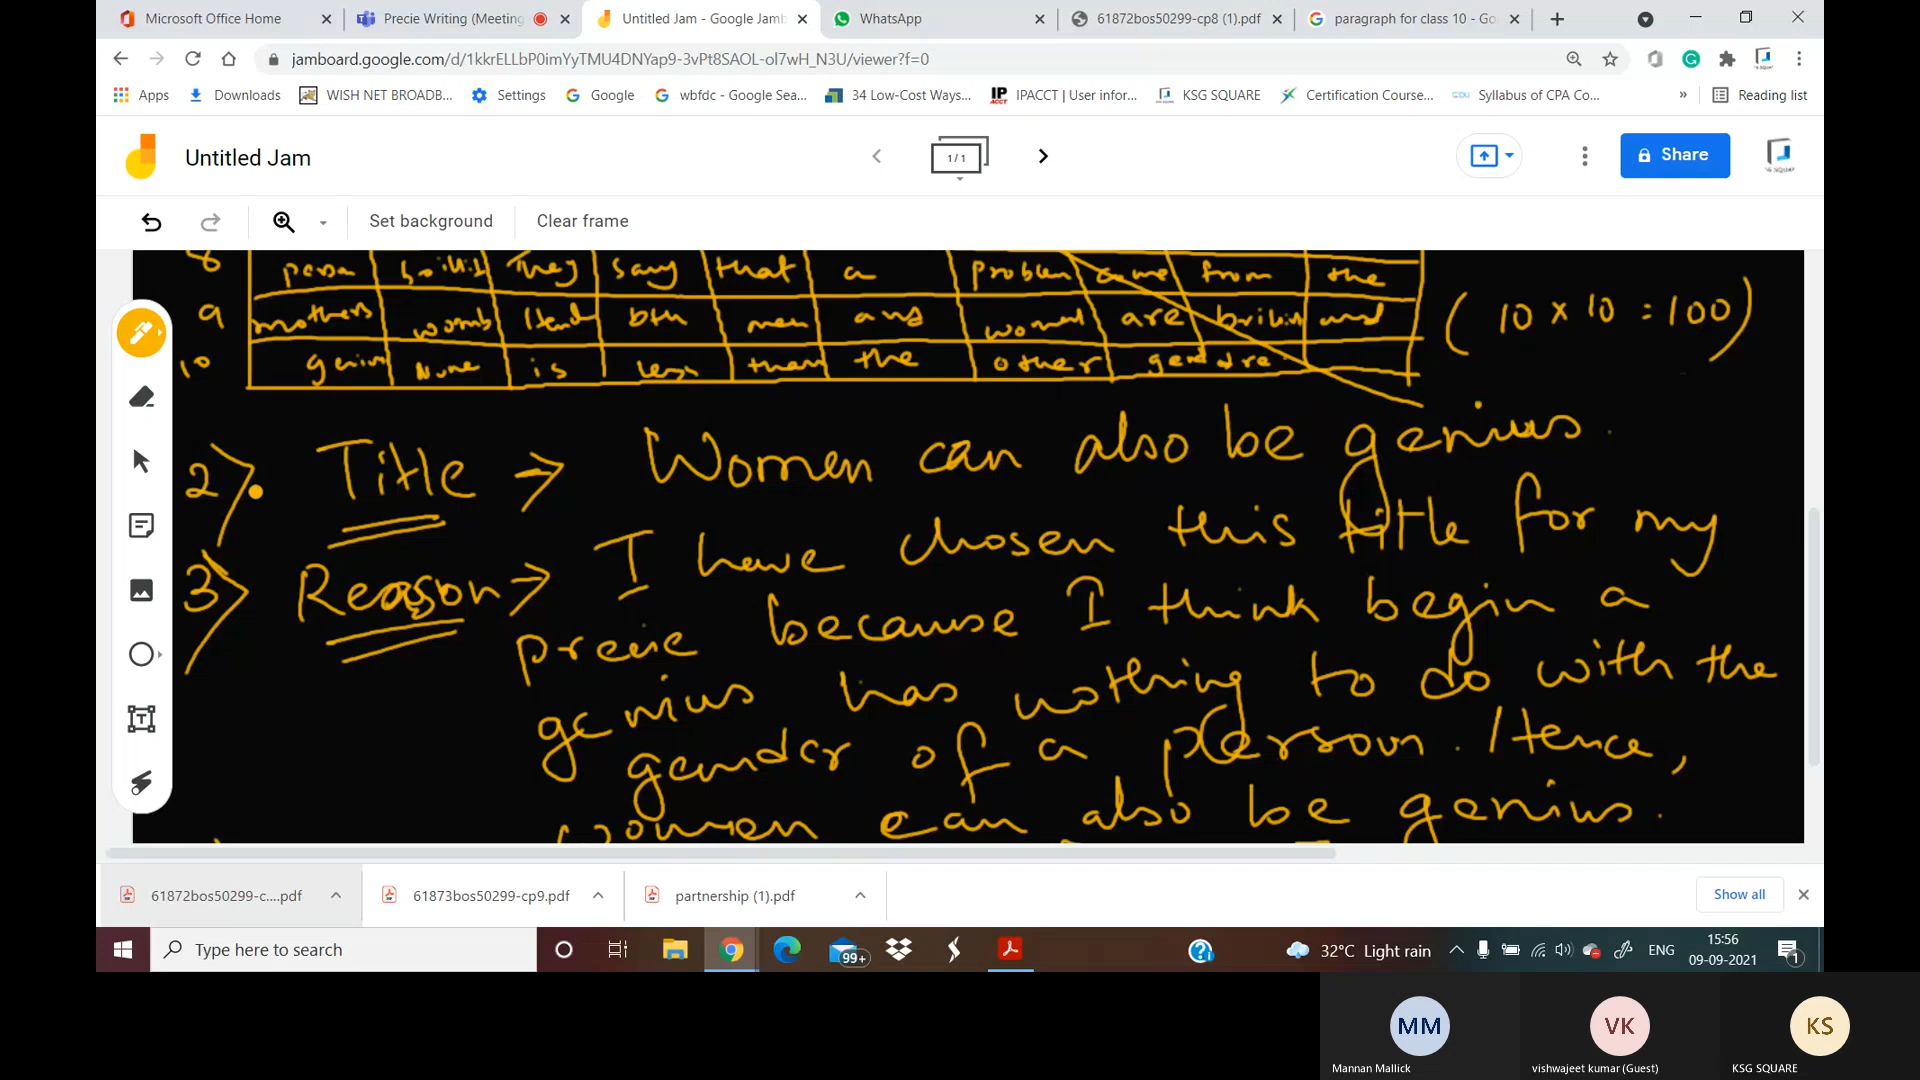 Microsoft Office Home
Precie Writing (Meeting
Untitled Jam - Google Jamb
WhatsApp
61872bos50299-cp8 (1).pdf
paragraph for class 10 - Go
jamboard.google.com/d/1kkrELLbP0imYyTMU4DNYap9-3vPt8SAOL-ol7wH_N3U/viewer?f=0
Apps
Downloads
WISH NET BROADB...
Settings
Google
wbfdc - Google Sea...
34 Low-Cost Ways...
IPACCT | User infor...
KSG SQUARE
Certification Course...
Syllabus of CPA Co...
»
Reading list
Untitled Jam
1 / 1
Share
Set background
Clear frame
8 They say that a problem came from the
9 mothers womb Hend bth men and women are and
10 geniu None is less than the other gendre
(10 x 10 = 100)
2) Title → Women can also be genius.
3) Reason → I have chosen this title for my
precie because I think begin a
genius has nothing to do with the
gender of a person. Hence,
women can also be genius.
61872bos50299-c....pdf
61873bos50299-cp9.pdf
partnership (1).pdf
Show all
Type here to search
99+
32°C Light rain
ENG
15:56
09-09-2021
1
MM
VK
KS
Mannan Mallick
vishwajeet kumar (Guest)
KSG SQUARE